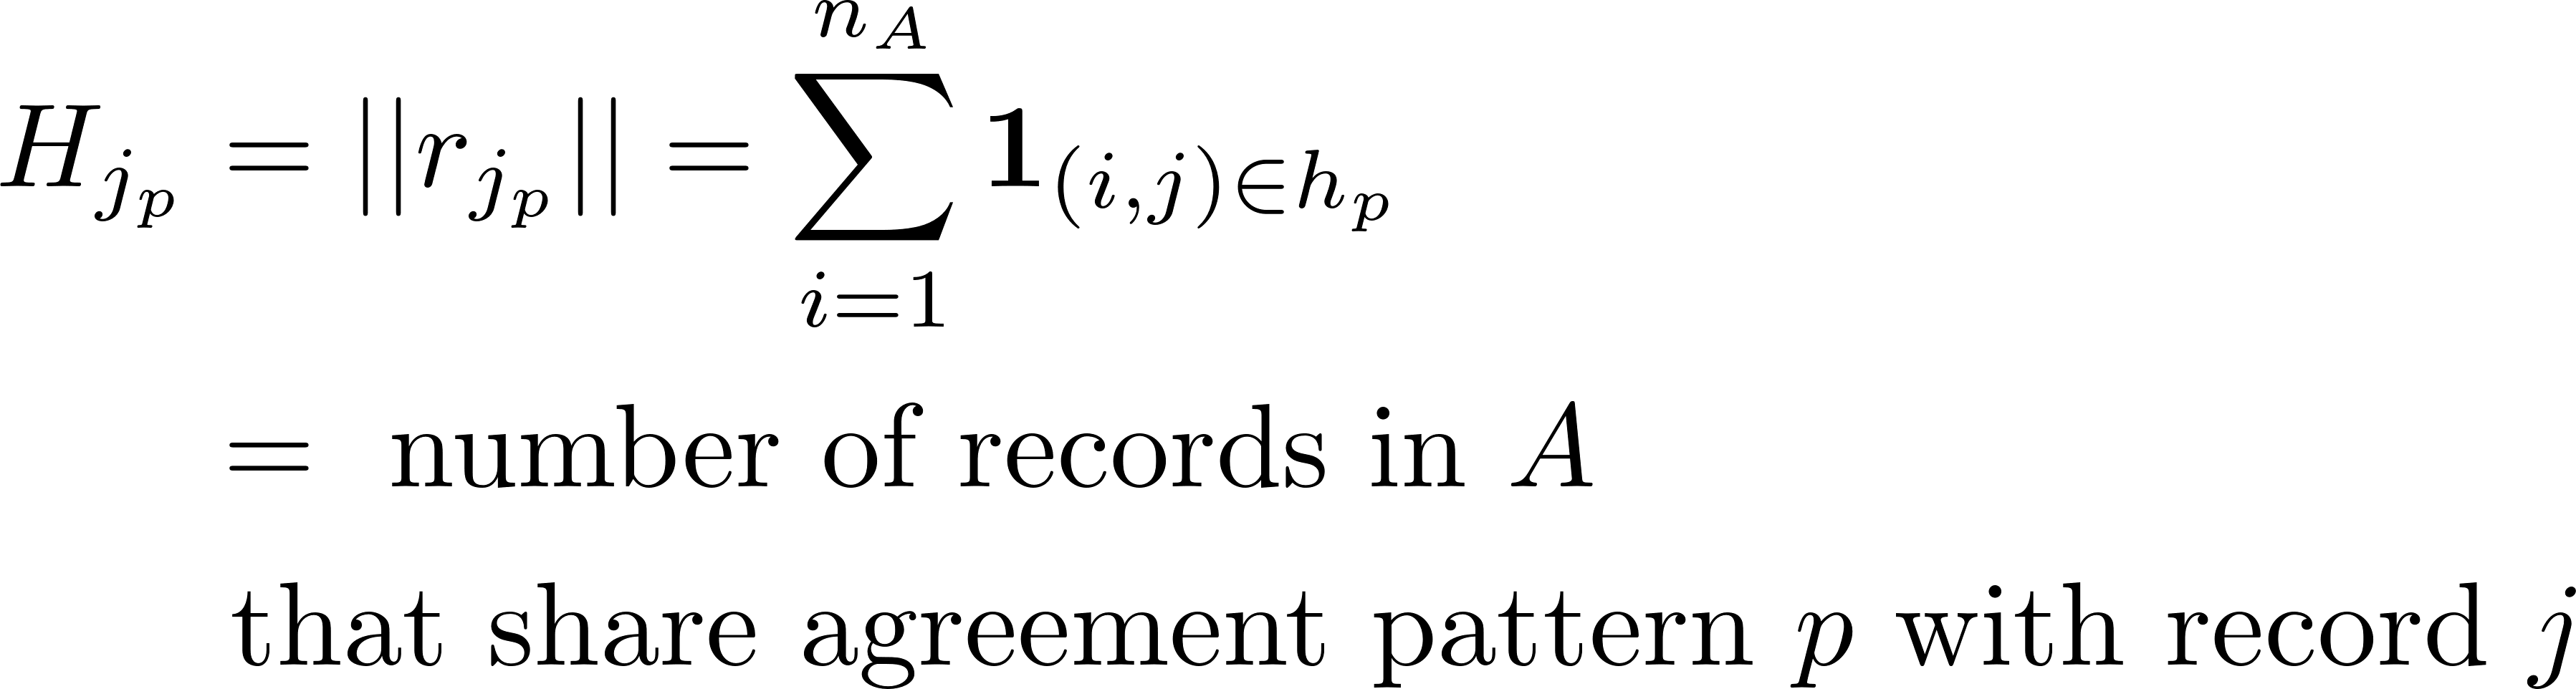 $H_{j_p} = ||r_{j_p}|| = \sum_{i=1}^{n_A} \mathbf{1}_{(i,j) \in h_p}$
= number of records in $A$
that share agreement pattern $p$ with record $j$